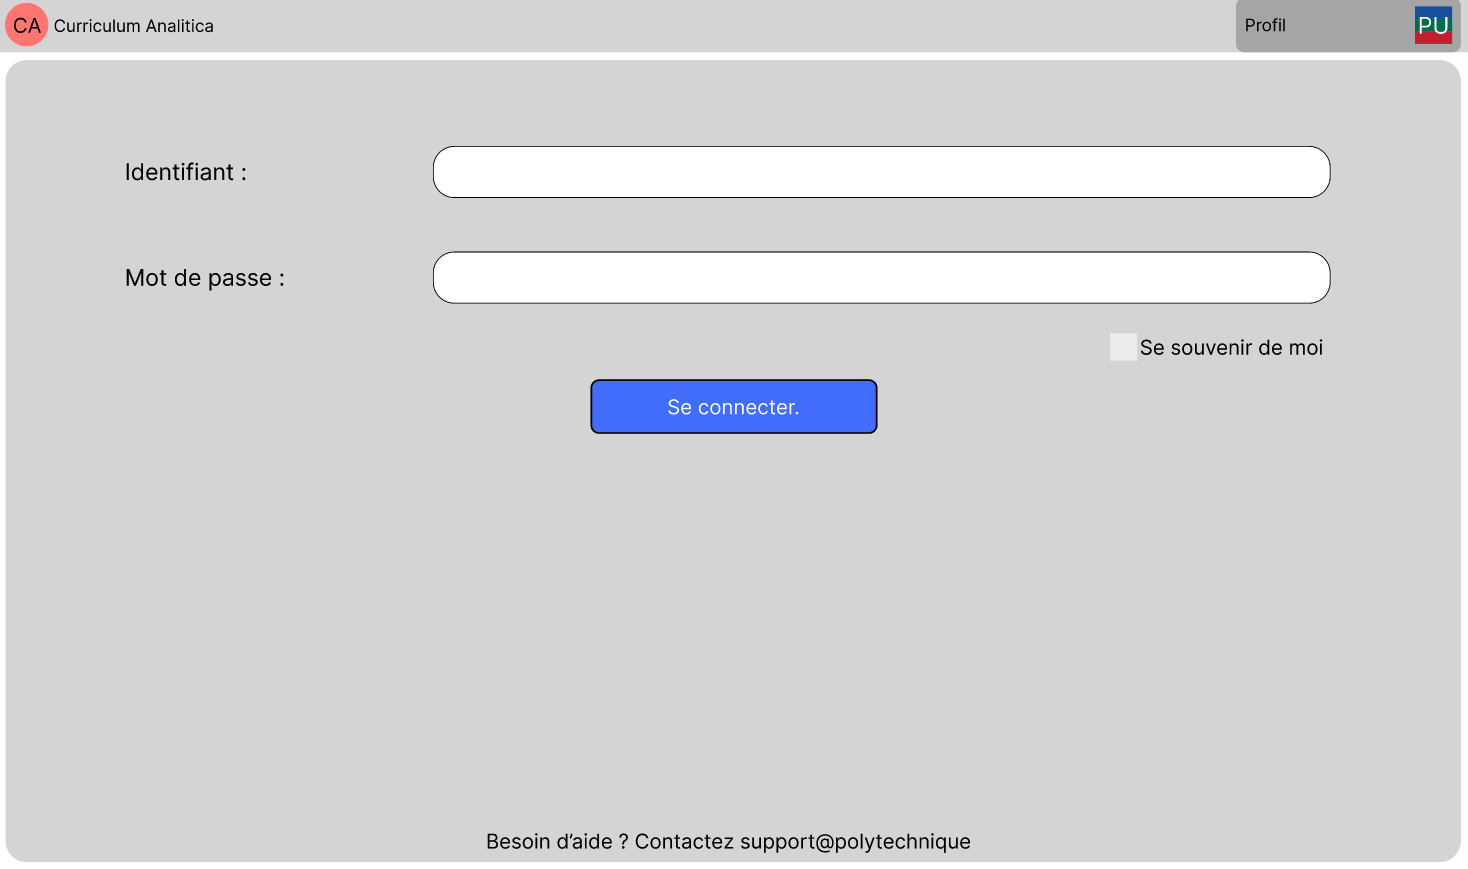 CA Curriculum Analitica
Profil
PU
Identifiant :
Mot de passe :
Se souvenir de moi
Se connecter.
Besoin d’aide ? Contactez support@polytechnique